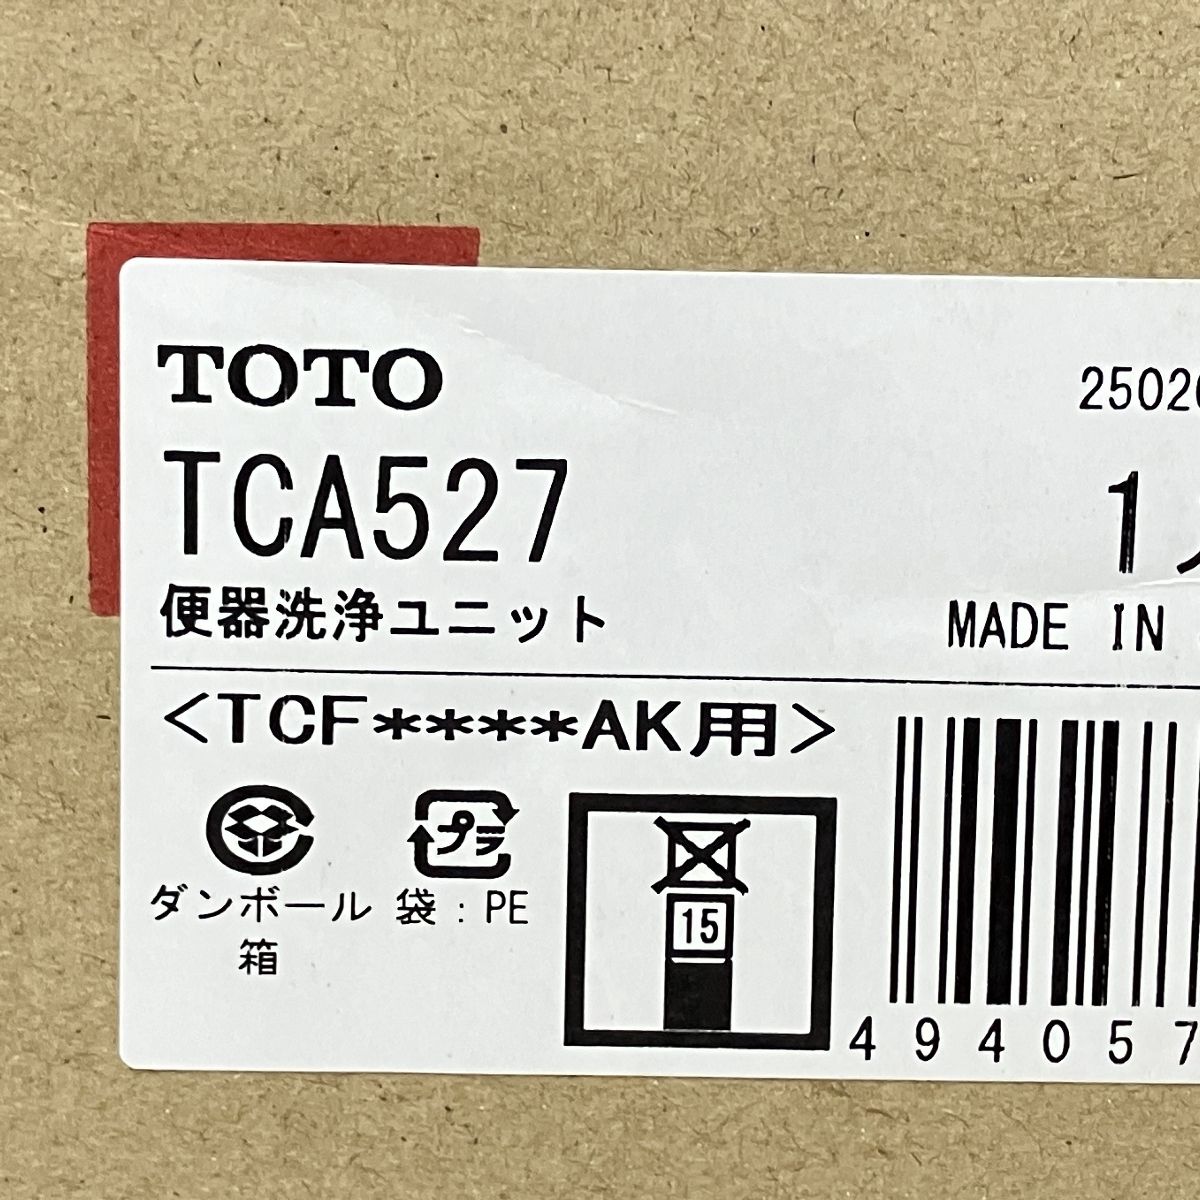 TOTO
2502
TCA527
1
便器洗浄ユニット
MADE IN
<TCF****AK用>
プラ
ダンボール
箱
袋:PE
15
494057